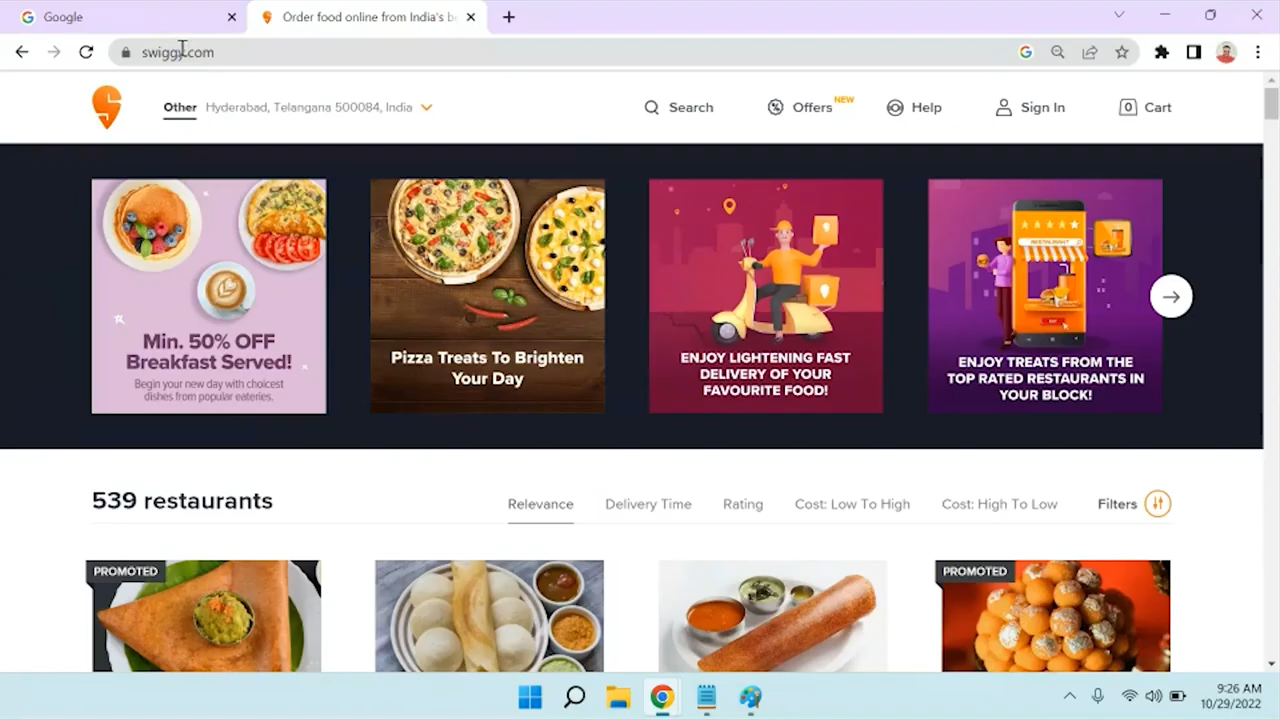 Google
Order food online from India's be
swiggy.com
Other Hyderabad, Telangana 500084, India
Search
Offers NEW
Help
Sign In
0 Cart
Min. 50% OFF
Breakfast Served!
Begin your new day with choicest
dishes from popular eateries.
Pizza Treats To Brighten
Your Day
ENJOY LIGHTENING FAST
DELIVERY OF YOUR
FAVOURITE FOOD!
RESTAURANT
ENJOY TREATS FROM THE
TOP RATED RESTAURANTS IN
YOUR BLOCK!
539 restaurants
Relevance
Delivery Time
Rating
Cost: Low To High
Cost: High To Low
Filters
PROMOTED
PROMOTED
9:26 AM
10/29/2022